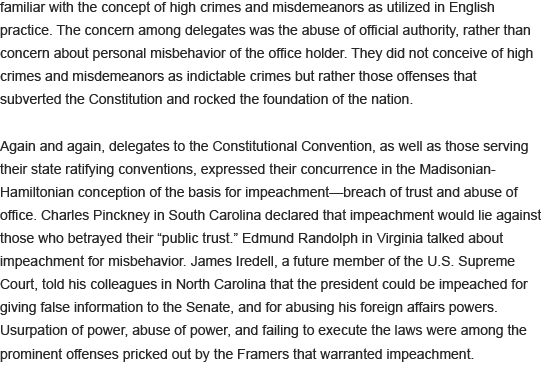 familiar with the concept of high crimes and misdemeanors as utilized in English
practice. The concern among delegates was the abuse of official authority, rather than
concern about personal misbehavior of the office holder. They did not conceive of high
crimes and misdemeanors as indictable crimes but rather those offenses that
subverted the Constitution and rocked the foundation of the nation.
Again and again, delegates to the Constitutional Convention, as well as those serving
their state ratifying conventions, expressed their concurrence in the Madisonian-
Hamiltonian conception of the basis for impeachment—breach of trust and abuse of
office. Charles Pinckney in South Carolina declared that impeachment would lie against
those who betrayed their “public trust.” Edmund Randolph in Virginia talked about
impeachment for misbehavior. James Iredell, a future member of the U.S. Supreme
Court, told his colleagues in North Carolina that the president could be impeached for
giving false information to the Senate, and for abusing his foreign affairs powers.
Usurpation of power, abuse of power, and failing to execute the laws were among the
prominent offenses pricked out by the Framers that warranted impeachment.